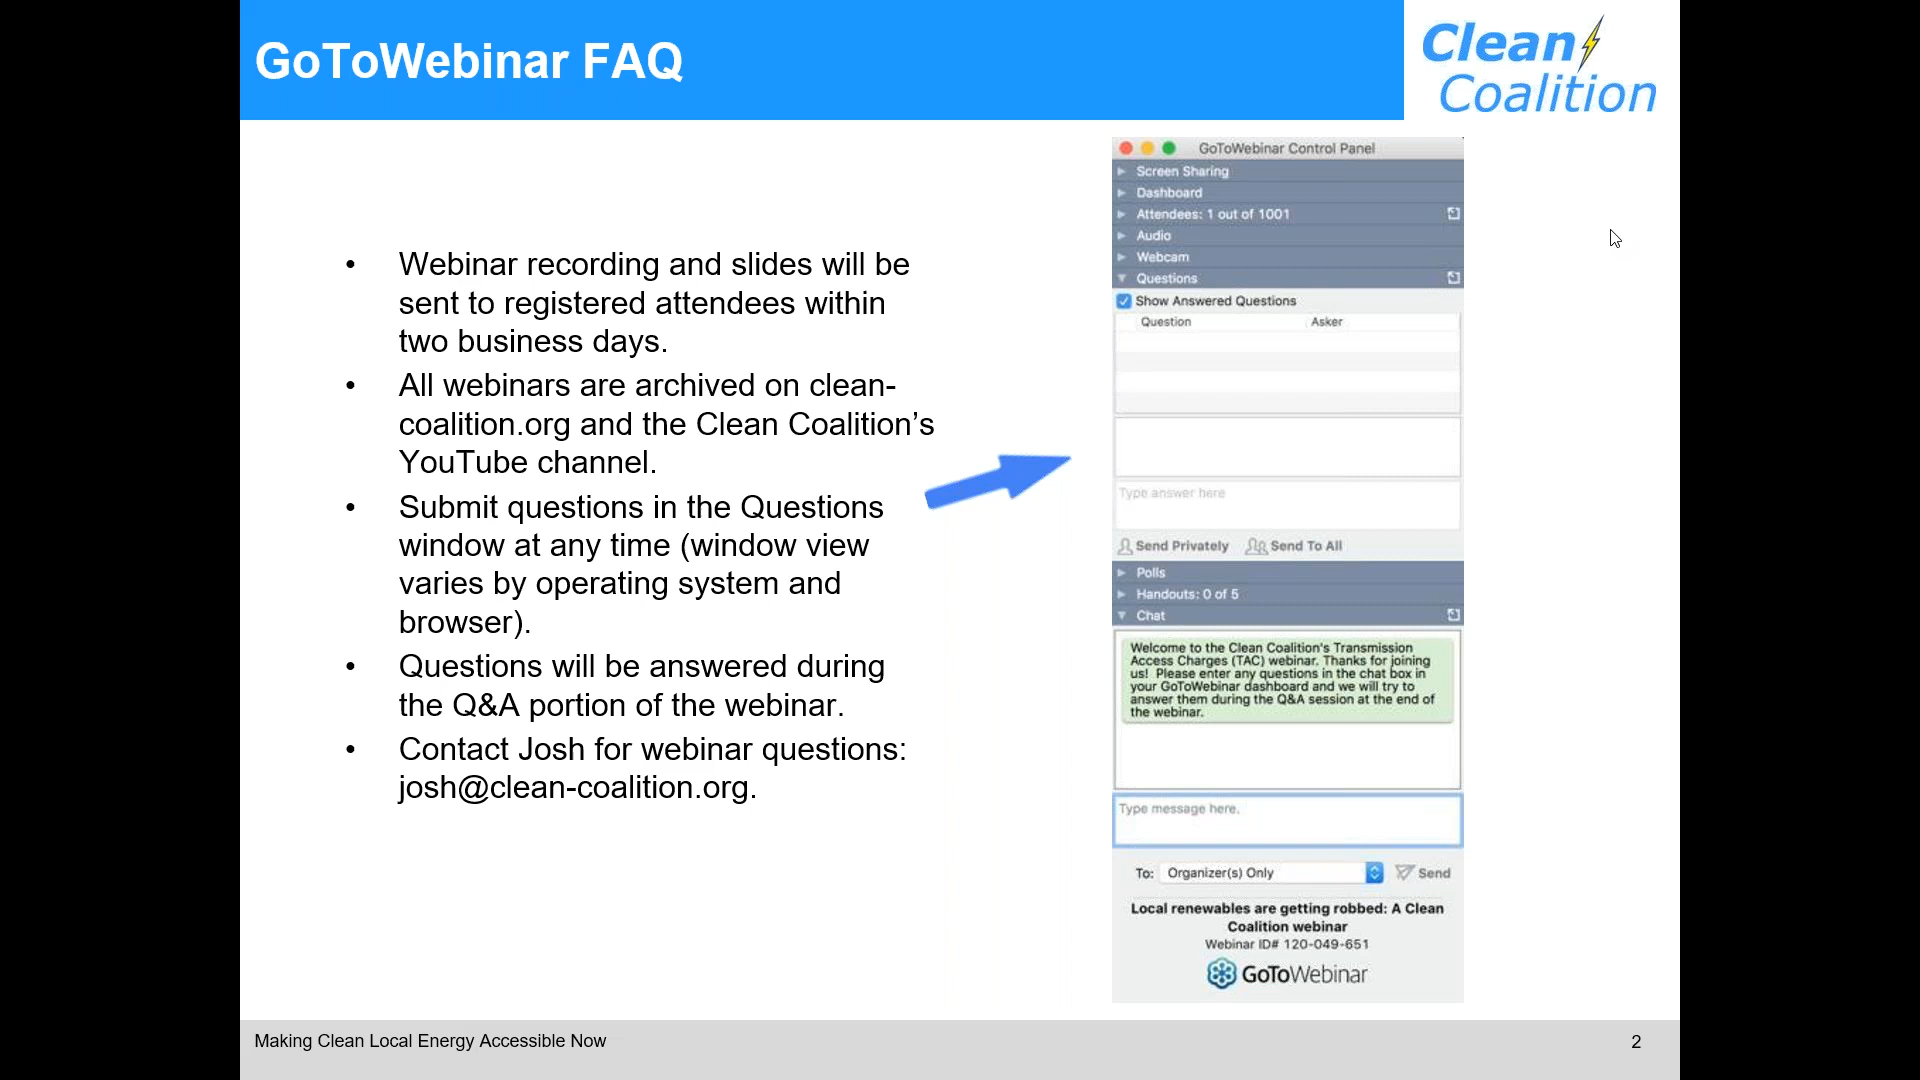 GoToWebinar FAQ
Clean
Coalition
• Webinar recording and slides will be
sent to registered attendees within
two business days.
• All webinars are archived on clean-
coalition.org and the Clean Coalition’s
YouTube channel.
• Submit questions in the Questions
window at any time (window view
varies by operating system and
browser).
• Questions will be answered during
the Q&A portion of the webinar.
• Contact Josh for webinar questions:
josh@clean-coalition.org.
GoToWebinar Control Panel
Screen Sharing
Dashboard
Attendees: 1 out of 1001
Audio
Webcam
Questions
Show Answered Questions
Question Asker
Type answer here
Send Privately Send To All
Polls
Handouts: 0 of 5
Chat
Welcome to the Clean Coalition's Transmission
Access Charges (TAC) webinar. Thanks for joining
us! Please enter any questions in the chat box in
your GoToWebinar dashboard and we will try to
answer them during the Q&A session at the end of
the webinar.
Type message here.
To: Organizer(s) Only Send
Local renewables are getting robbed: A Clean
Coalition webinar
Webinar ID# 120-049-651
GoToWebinar
Making Clean Local Energy Accessible Now
2